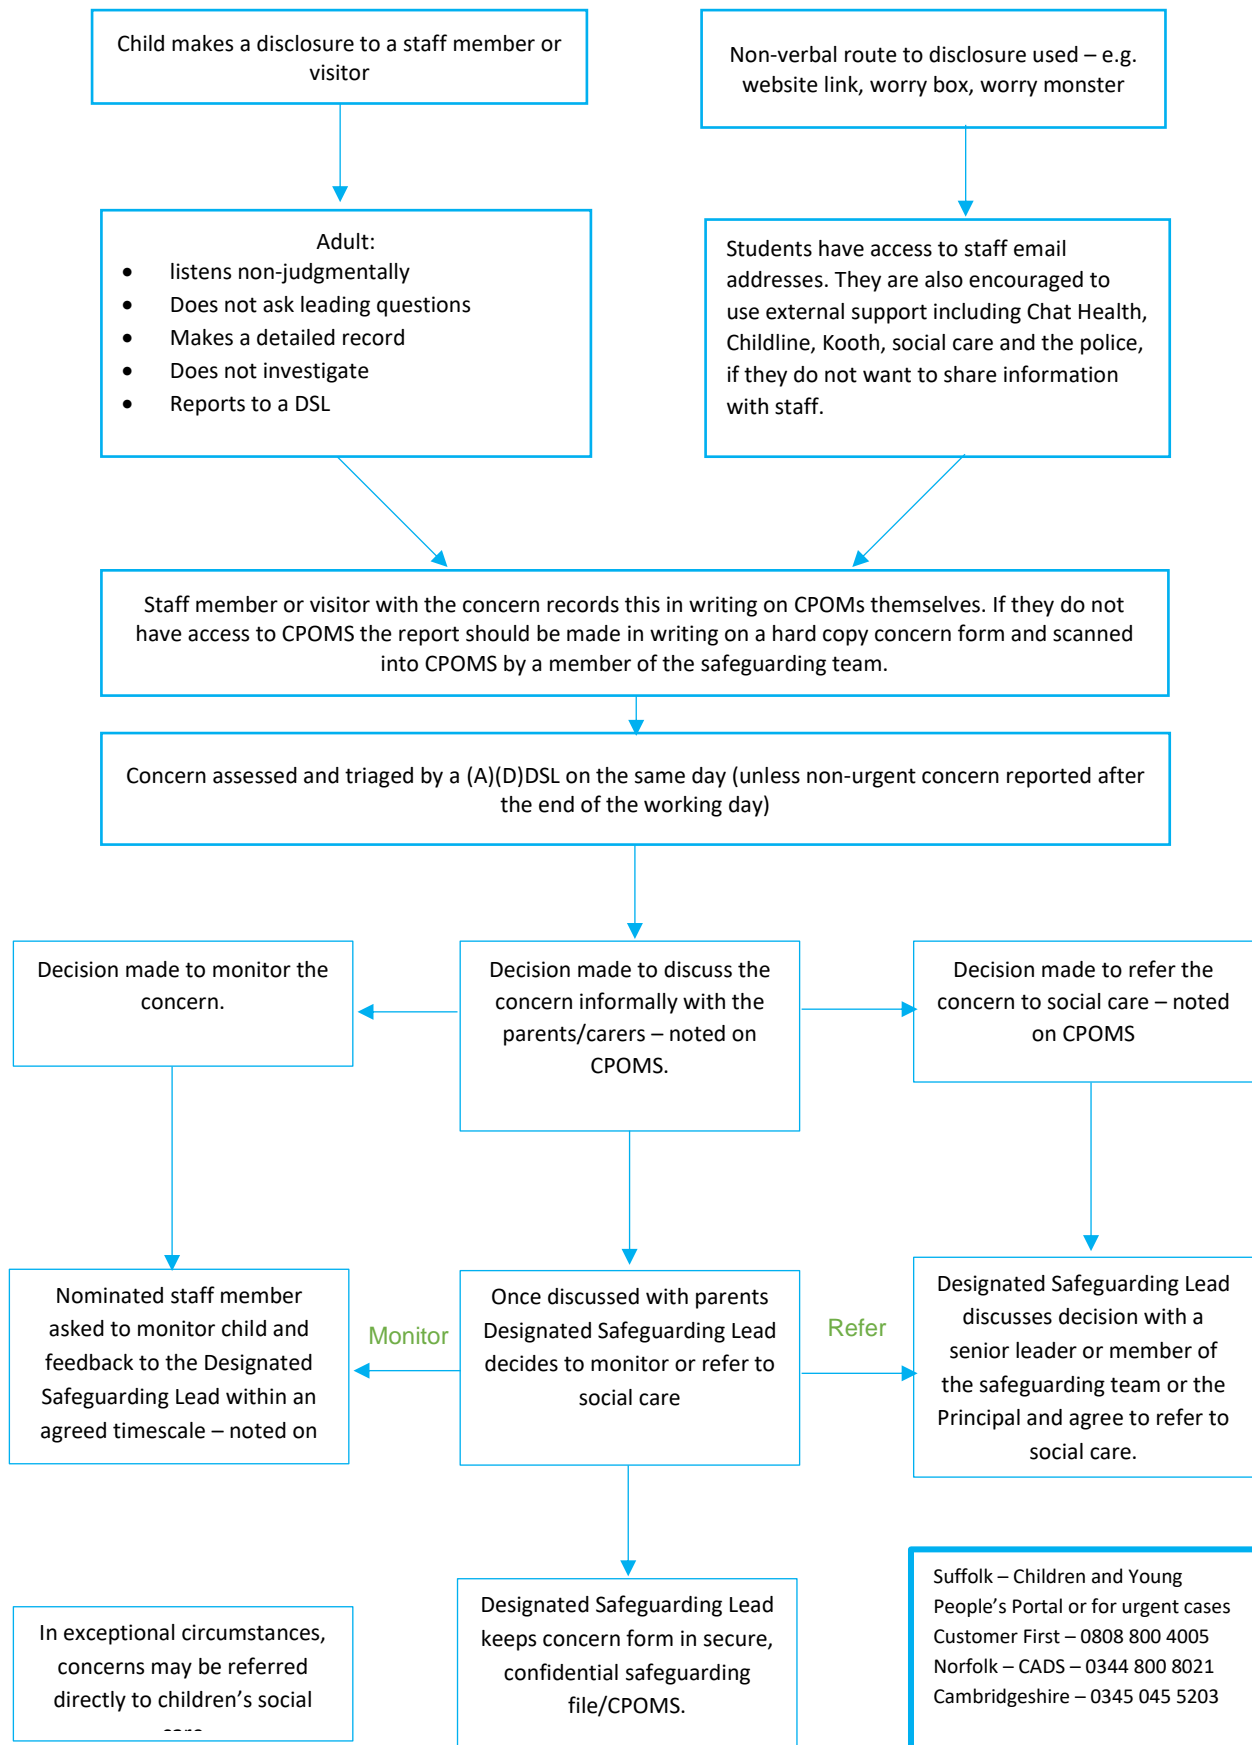 Child makes a disclosure to a staff member or
visitor
Non-verbal route to disclosure used – e.g.
website link, worry box, worry monster
Adult:
• listens non-judgmentally
• Does not ask leading questions
• Makes a detailed record
• Does not investigate
• Reports to a DSL
Students have access to staff email
addresses. They are also encouraged to
use external support including Chat Health,
Childline, Kooth, social care and the police,
if they do not want to share information
with staff.
Staff member or visitor with the concern records this in writing on CPOMs themselves. If they do not
have access to CPOMS the report should be made in writing on a hard copy concern form and scanned
into CPOMS by a member of the safeguarding team.
Concern assessed and triaged by a (A)(D)DSL on the same day (unless non-urgent concern reported after
the end of the working day)
Decision made to monitor the
concern.
Decision made to discuss the
concern informally with the
parents/carers – noted on
CPOMS.
Decision made to refer the
concern to social care – noted
on CPOMS
Nominated staff member
asked to monitor child and
feedback to the Designated
Safeguarding Lead within an
agreed timescale – noted on
Monitor
Once discussed with parents
Designated Safeguarding Lead
decides to monitor or refer to
social care
Refer
Designated Safeguarding Lead
discusses decision with a
senior leader or member of
the safeguarding team or the
Principal and agree to refer to
social care.
In exceptional circumstances,
concerns may be referred
directly to children's social
Designated Safeguarding Lead
keeps concern form in secure,
confidential safeguarding
file/CPOMS.
Suffolk – Children and Young
People's Portal or for urgent cases
Customer First – 0808 800 4005
Norfolk – CADS – 0344 800 8021
Cambridgeshire – 0345 045 5203